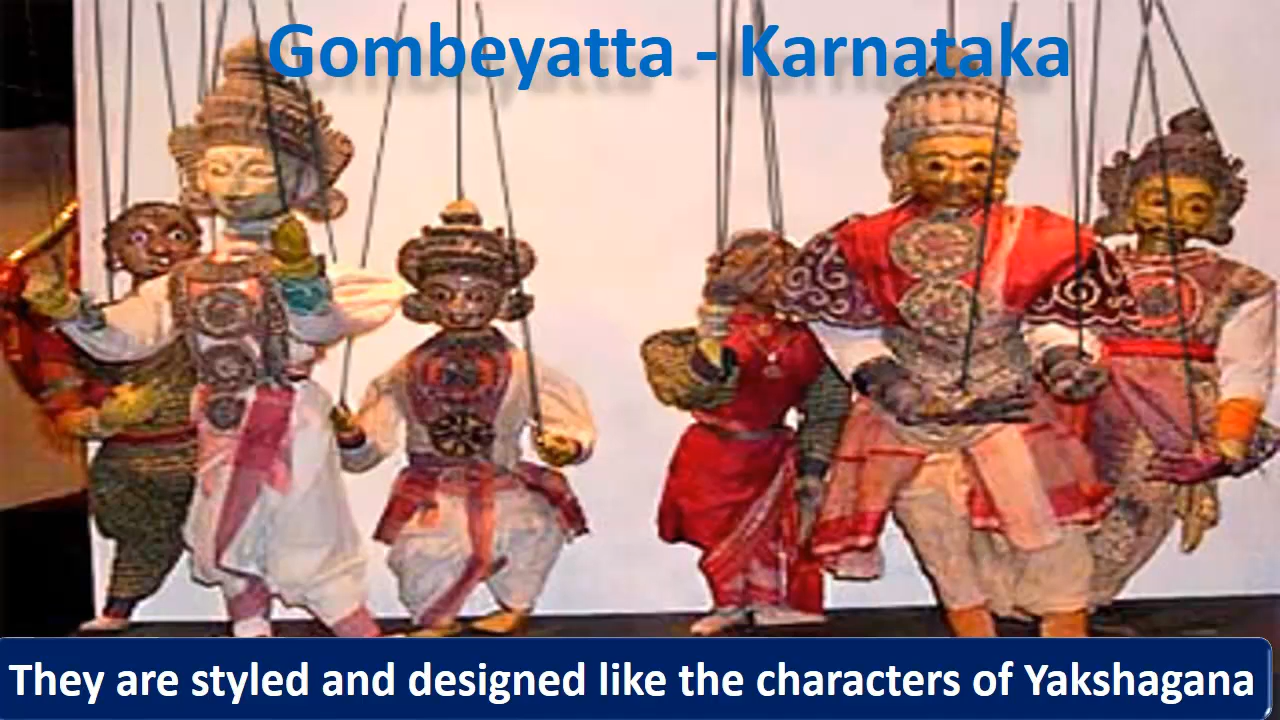 Gombeyatta - Karnataka
They are styled and designed like the characters of Yakshagana